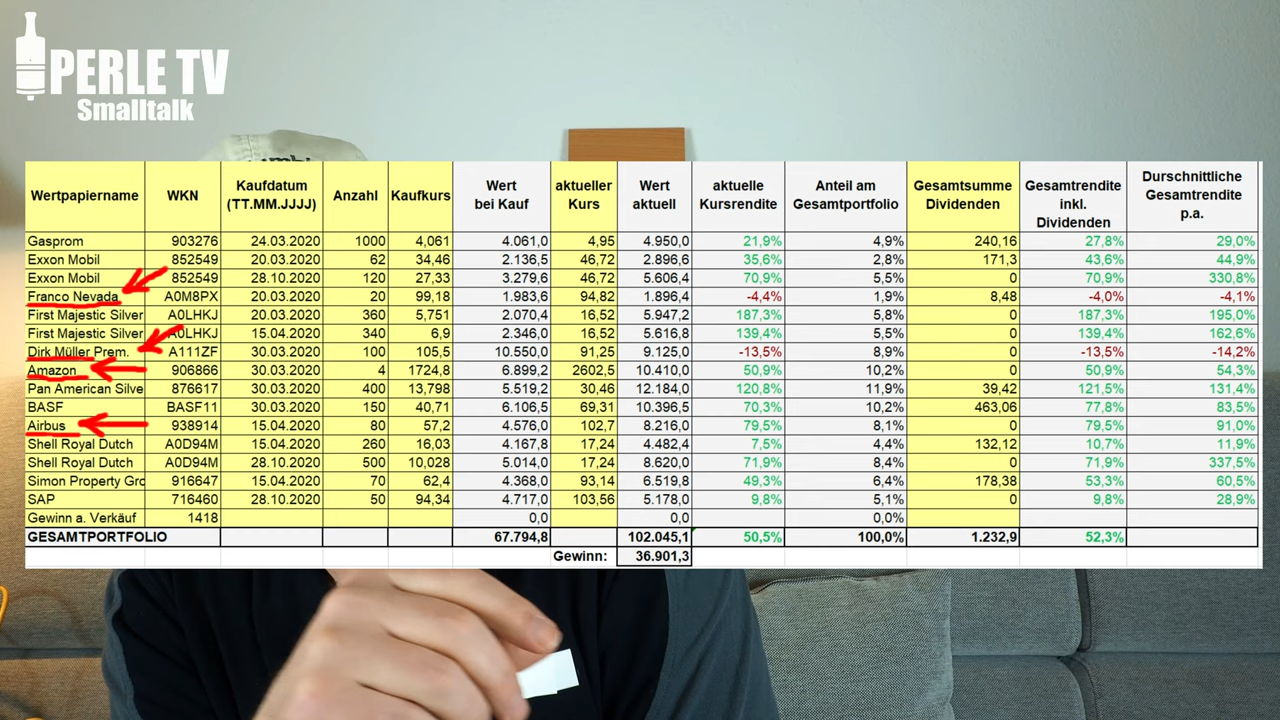 PERLE TV
Smalltalk
Wertpapiername WKN Kaufdatum (TT.MM.JJJJ) Anzahl Kaufkurs Wert bei Kauf aktueller Kurs Wert aktuell aktuelle Kursrendite Anteil am Gesamtportfolio Gesamtsumme Dividenden Gesamtrendite inkl. Dividenden Durschnittliche Gesamtrendite p.a.
Gasprom 903276 24.03.2020 1000 4,061 4.061,0 4,95 4.950,0 21,9% 4,9% 240,16 27,8% 29,0%
Exxon Mobil 852549 20.03.2020 62 34,46 2.136,5 46,72 2.896,6 35,6% 2,8% 171,3 43,6% 44,9%
Exxon Mobil 852549 28.10.2020 120 27,33 3.279,6 46,72 5.606,4 70,9% 5,5% 0 70,9% 330,8%
Franco Nevada A0M8PX 20.03.2020 20 99,18 1.983,6 94,82 1.896,4 -4,4% 1,9% 8,48 -4,0% -4,1%
First Majestic Silver A0LHKJ 20.03.2020 360 5,751 2.070,4 16,52 5.947,2 187,3% 5,8% 0 187,3% 195,0%
First Majestic Silver A0LHKJ 15.04.2020 340 6,9 2.346,0 16,52 5.616,8 139,4% 5,5% 0 139,4% 162,6%
Dirk Müller Prem. A111ZF 30.03.2020 100 105,5 10.550,0 91,25 9.125,0 -13,5% 8,9% 0 -13,5% -14,2%
Amazon 906866 30.03.2020 4 1724,8 6.899,2 2602,5 10.410,0 50,9% 10,2% 0 50,9% 54,3%
Pan American Silve 876617 30.03.2020 400 13,798 5.519,2 30,46 12.184,0 120,8% 11,9% 39,42 121,5% 131,4%
BASF BASF11 30.03.2020 150 40,71 6.106,5 69,31 10.396,5 70,3% 10,2% 463,06 77,8% 83,5%
Airbus 938914 15.04.2020 80 57,2 4.576,0 102,7 8.216,0 79,5% 8,1% 0 79,5% 91,0%
Shell Royal Dutch A0D94M 15.04.2020 260 16,03 4.167,8 17,24 4.482,4 7,5% 4,4% 132,12 10,7% 11,9%
Shell Royal Dutch A0D94M 28.10.2020 500 10,028 5.014,0 17,24 8.620,0 71,9% 8,4% 0 71,9% 337,5%
Simon Property Gro 916647 15.04.2020 70 62,4 4.368,0 93,14 6.519,8 49,3% 6,4% 178,38 53,3% 60,5%
SAP 716460 28.10.2020 50 94,34 4.717,0 103,56 5.178,0 9,8% 5,1% 0 9,8% 28,9%
Gewinn a. Verkäuf 1418 0,0 0,0 0,0%
GESAMTPORTFOLIO 67.794,8 102.045,1 50,5% 100,0% 1.232,9 52,3%
Gewinn: 36.901,3